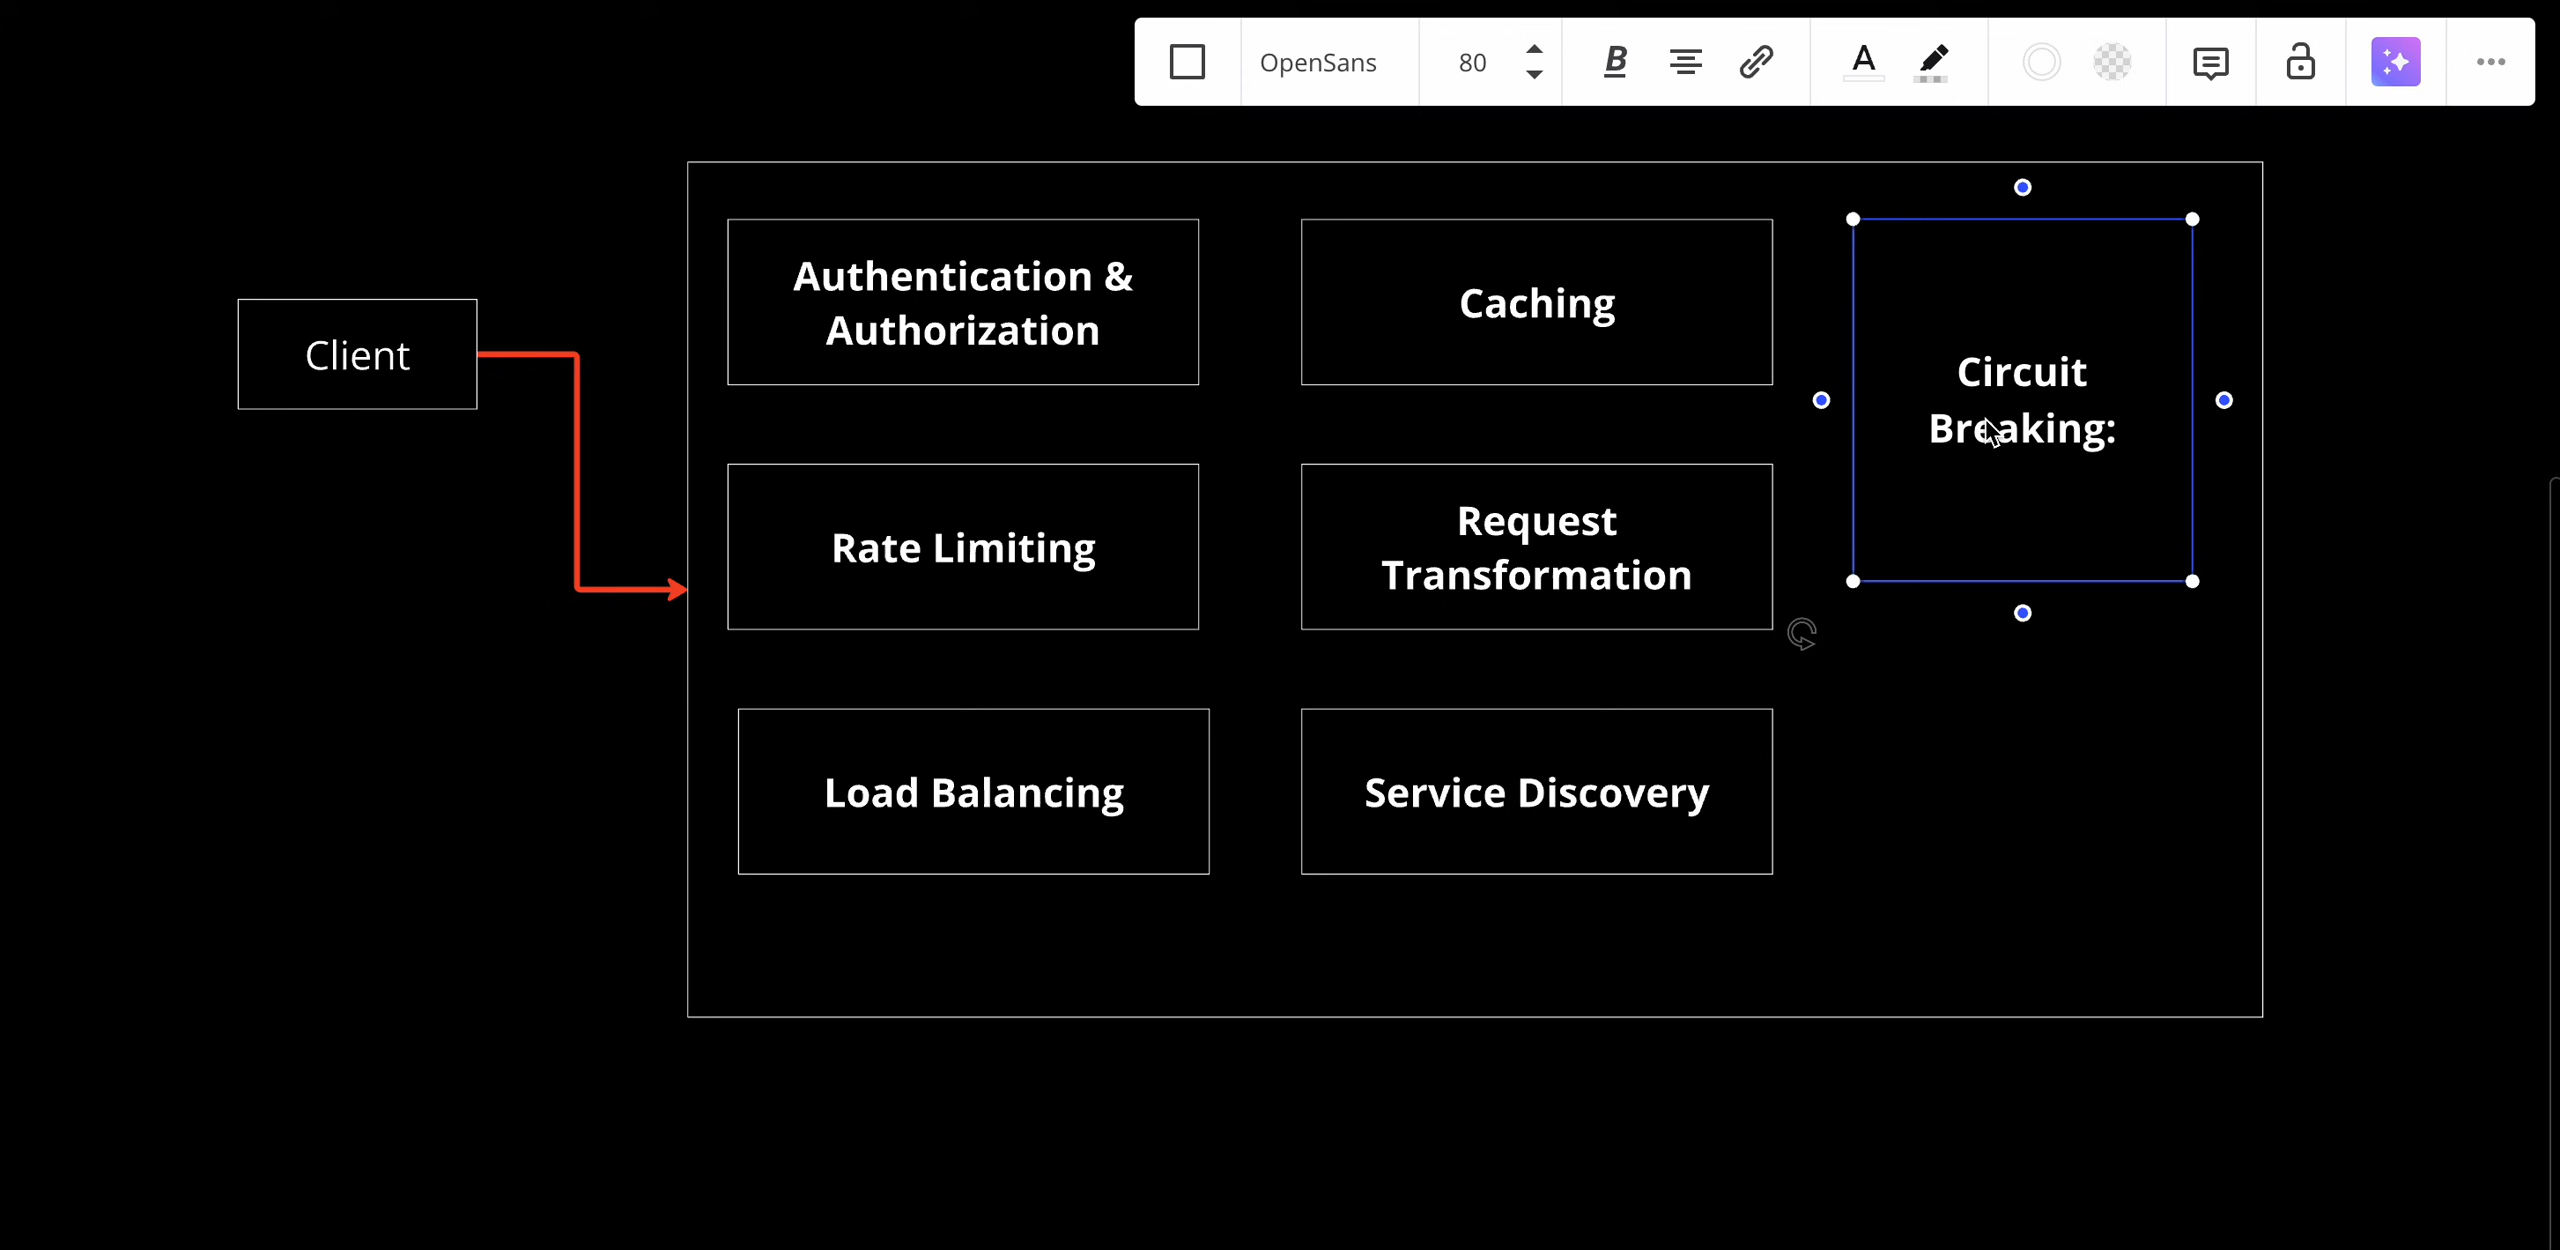 OpenSans
80
B
A
Client
Authentication &
Authorization
Caching
Circuit
Breaking:
Rate Limiting
Request
Transformation
Load Balancing
Service Discovery